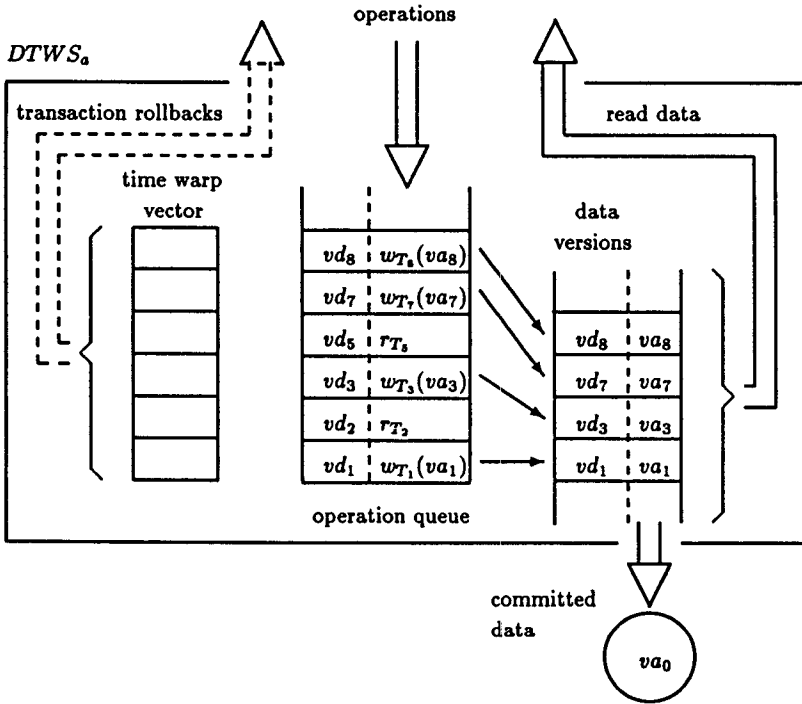 operations
DTWS_a
transaction rollbacks
read data
time warp
vector
data
versions
vd_8 w_{T_8}(va_8)
vd_7 w_{T_7}(va_7)
vd_5 r_{T_5}
vd_3 w_{T_3}(va_3)
vd_2 r_{T_2}
vd_1 w_{T_1}(va_1)
vd_8 va_8
vd_7 va_7
vd_3 va_3
vd_1 va_1
operation queue
committed
data
va_0